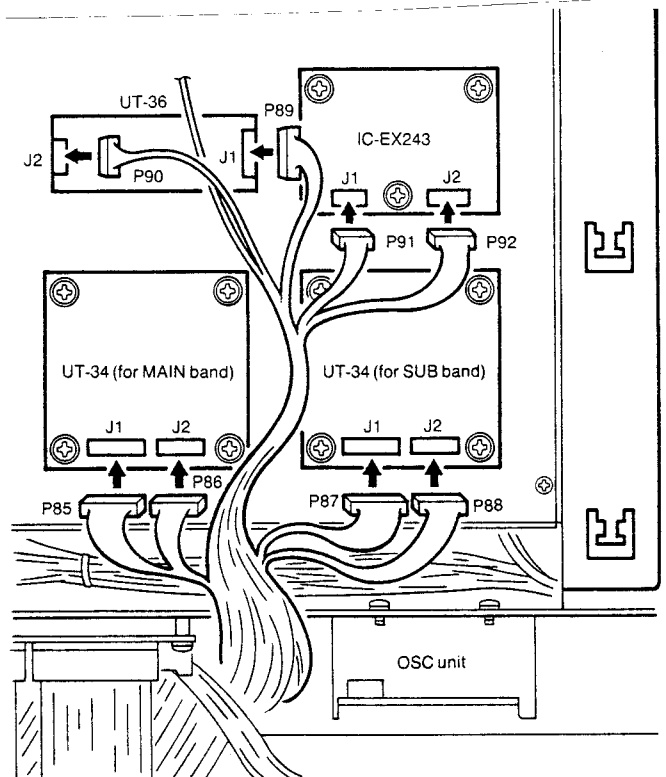 UT-36
P89
IC-EX243
J2
P90
J1
J1
J2
P91
P92
UT-34 (for MAIN band)
UT-34 (for SUB band)
J1
J2
J1
J2
P85
P86
P87
P88
OSC unit